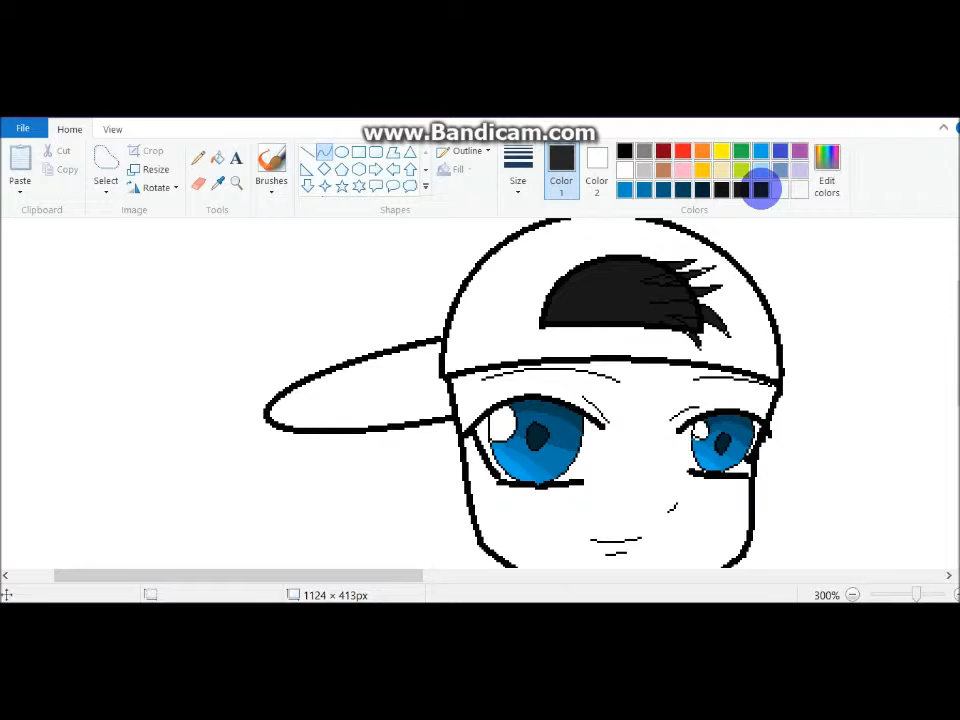 www.Bandicam.com
File Home View
Cut
Copy
Paste
Clipboard
Crop
Resize
Rotate
Select
Image
A
Tools
Brushes
Outline
Fill
Shapes
Size
Color
1
Color
2
Edit
colors
Colors
1124 × 413px
300%